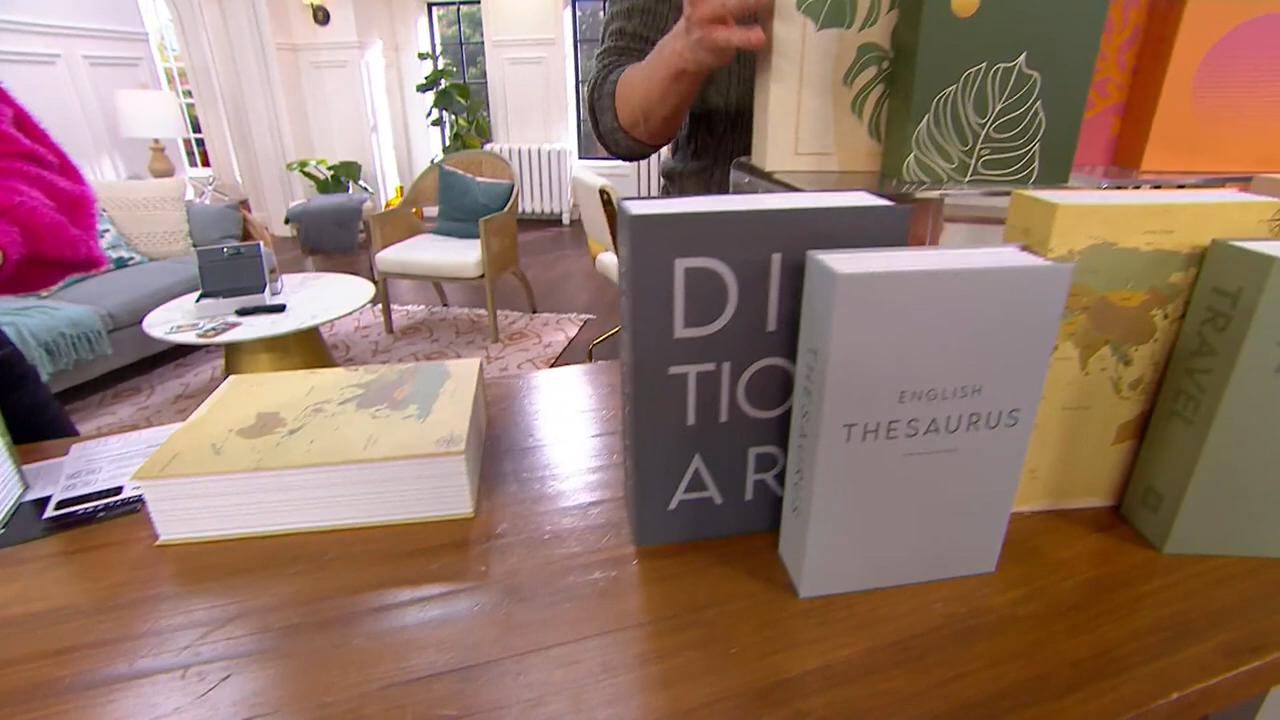 DI
TIO
AR
THESAURUS
ENGLISH
THESAURUS
TRAVEL